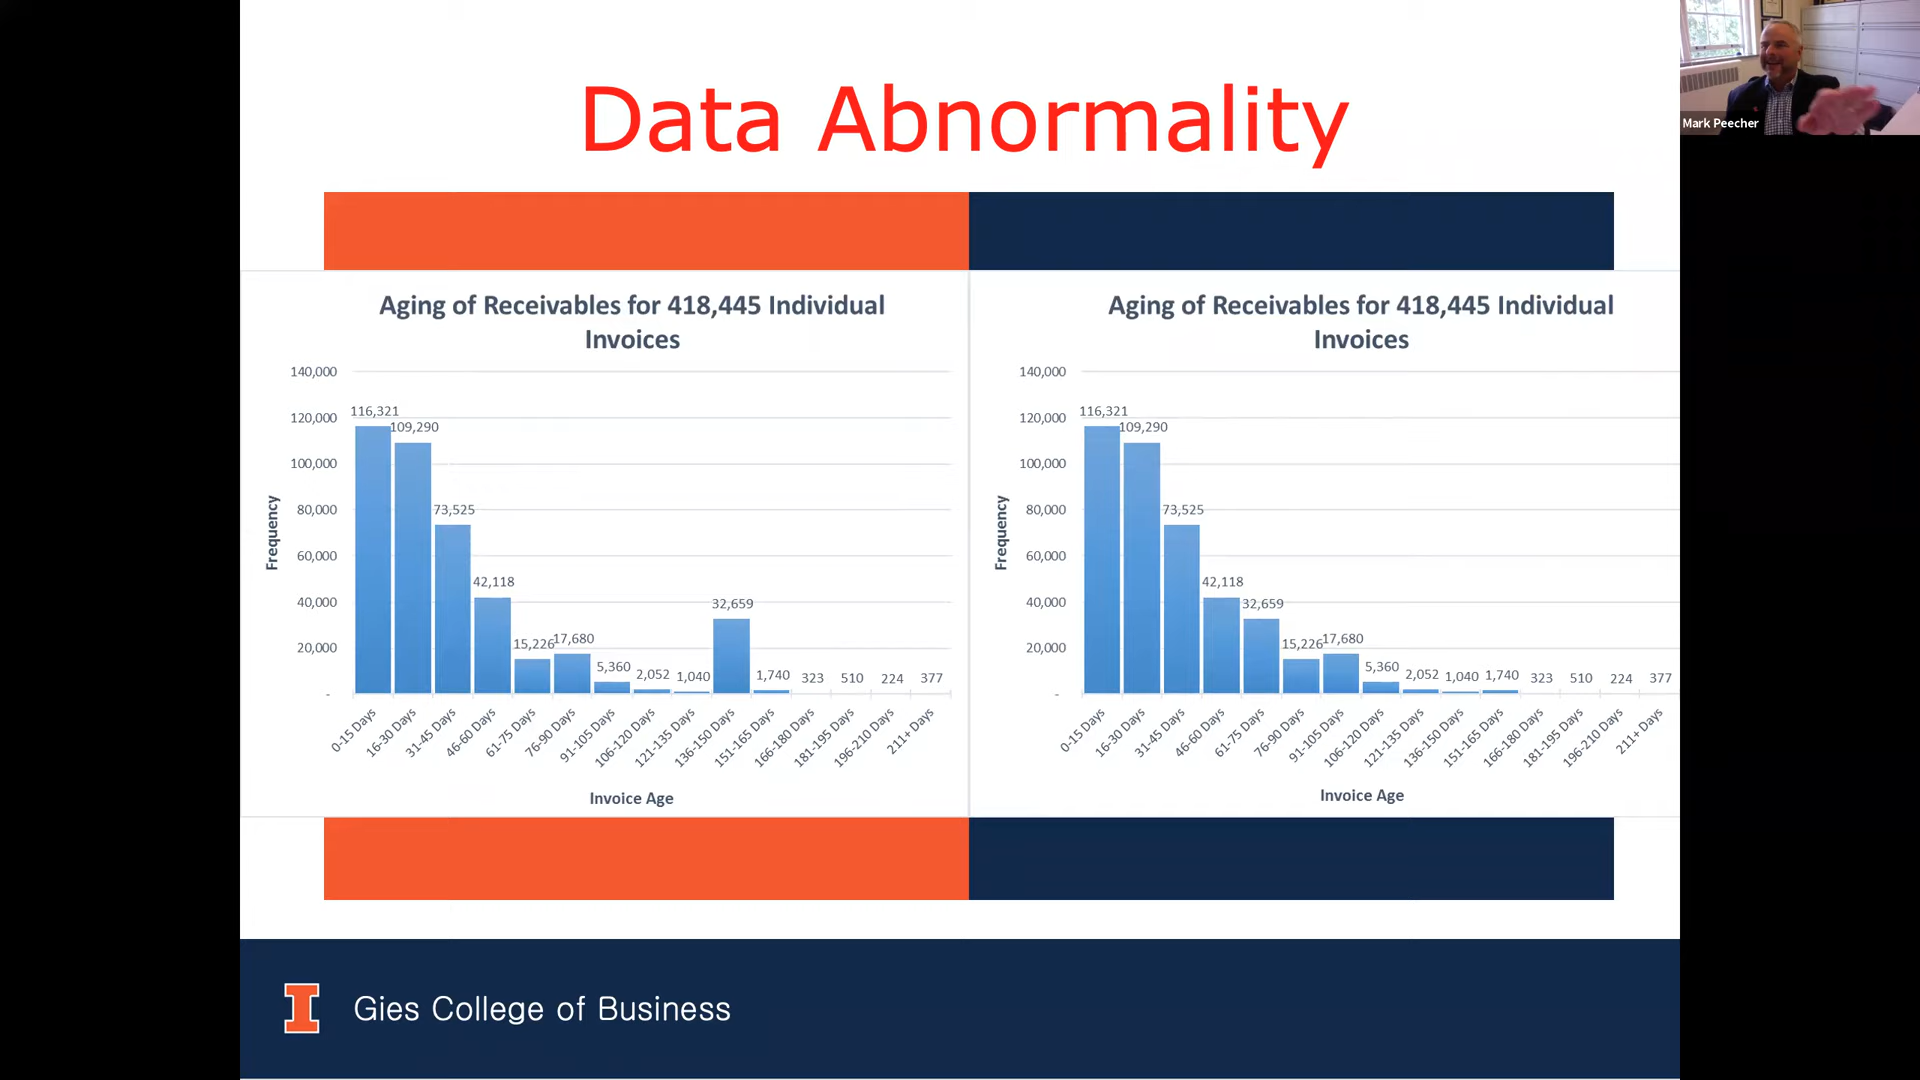 Data Abnormality
Mark Peecher
Aging of Receivables for 418,445 Individual
Invoices
140,000
120,000
100,000
80,000
60,000
40,000
20,000
-
Frequency
116,321
109,290
73,525
42,118
15,226
17,680
5,360
2,052
1,040
32,659
1,740
323
510
224
377
0-15 Days
16-30 Days
31-45 Days
46-60 Days
61-75 Days
76-90 Days
91-105 Days
106-120 Days
121-135 Days
136-150 Days
151-165 Days
166-180 Days
181-195 Days
196-210 Days
211+ Days
Invoice Age
Aging of Receivables for 418,445 Individual
Invoices
140,000
120,000
100,000
80,000
60,000
40,000
20,000
-
Frequency
116,321
109,290
73,525
42,118
32,659
15,226
17,680
5,360
2,052
1,040
1,740
323
510
224
377
0-15 Days
16-30 Days
31-45 Days
46-60 Days
61-75 Days
76-90 Days
91-105 Days
106-120 Days
121-135 Days
136-150 Days
151-165 Days
166-180 Days
181-195 Days
196-210 Days
211+ Days
Invoice Age
I
Gies College of Business